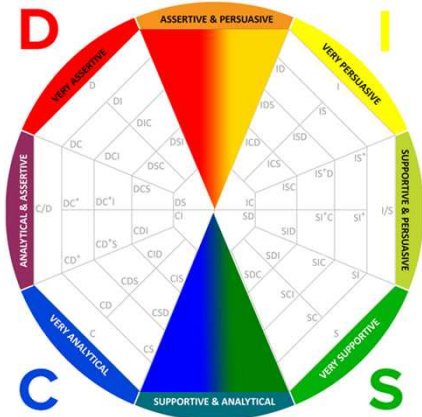 D
I
ASSERTIVE & PERSUASIVE
VERY ASSERTIVE
VERY PERSUASIVE
D
ID
I
DI
IDS
IS
DIC
DSI
ICD
ISD
DC
DCI
DSC
ICS
IS*D
IS*
DCS
ISC
ANALYTICAL & ASSERTIVE
C/D
DC*
DC*I
DS
IC
I/S
SUPPORTIVE & PERSUASIVE
CI
SD
CD*S
CDI
SID
SI*C
SI*
CD*
CID
SDI
SIC
SI
CDS
CIS
SDC
CD
CSD
SCI
C
SC
CS
S
VERY ANALYTICAL
VERY SUPPORTIVE
SUPPORTIVE & ANALYTICAL
C
S